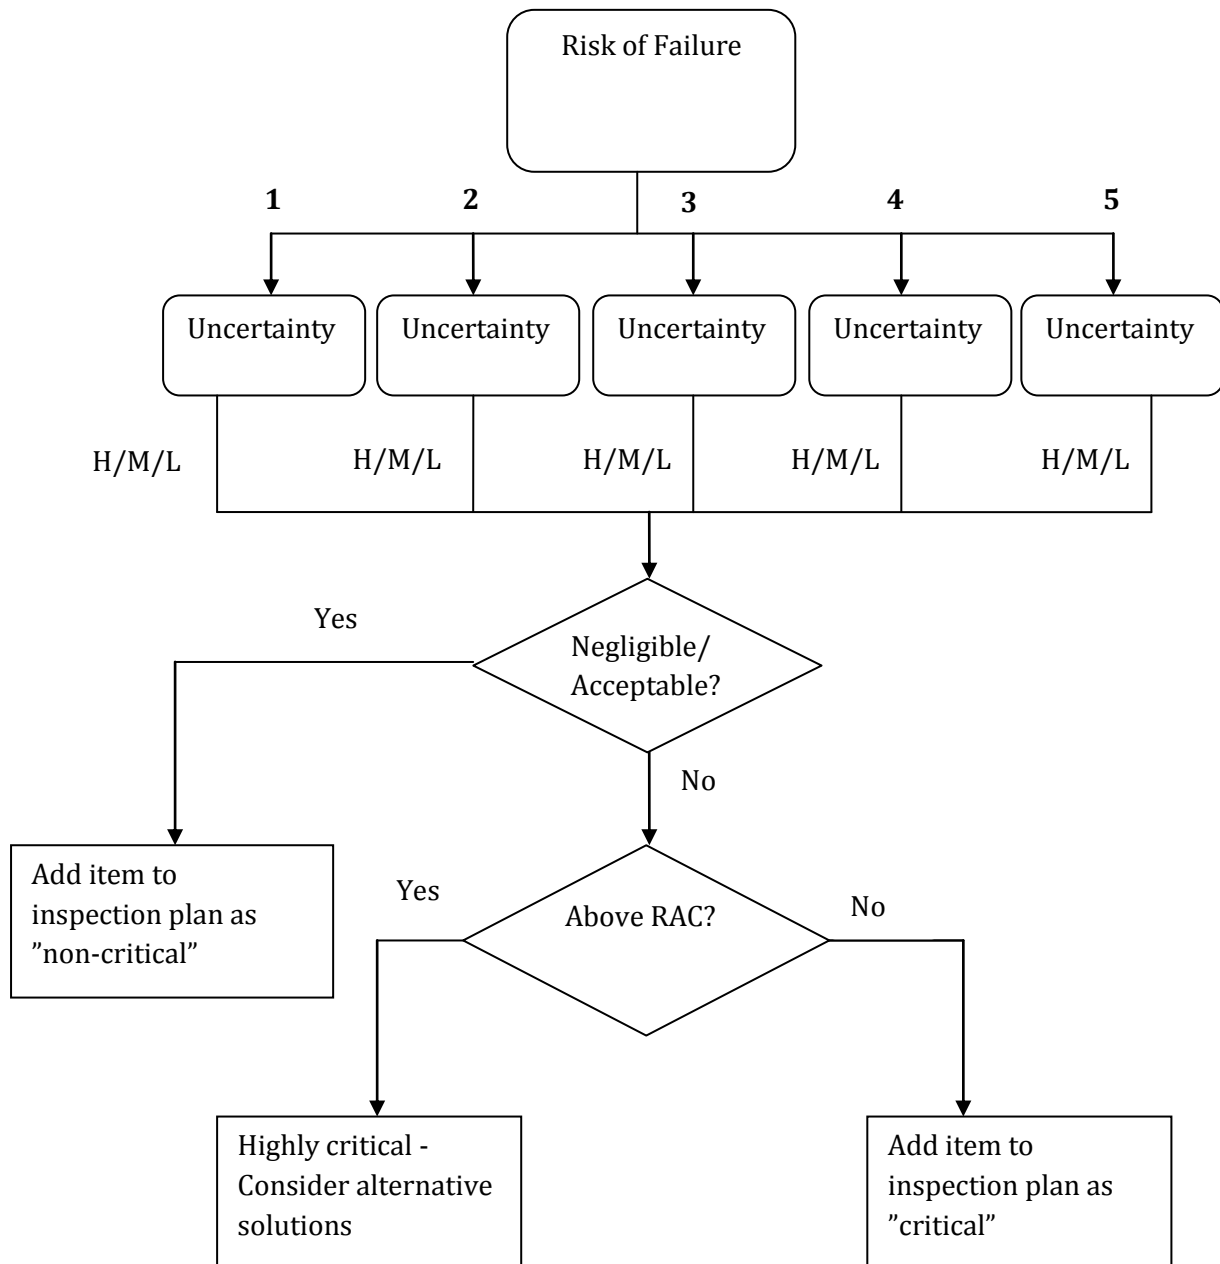 Risk of Failure
1 2 3 4 5
Uncertainty Uncertainty Uncertainty Uncertainty Uncertainty
H/M/L H/M/L H/M/L H/M/L H/M/L
Yes
Negligible/
Acceptable?
No
Add item to
inspection plan as
”non-critical”
Yes
Above RAC?
No
Highly critical -
Consider alternative
solutions
Add item to
inspection plan as
”critical”